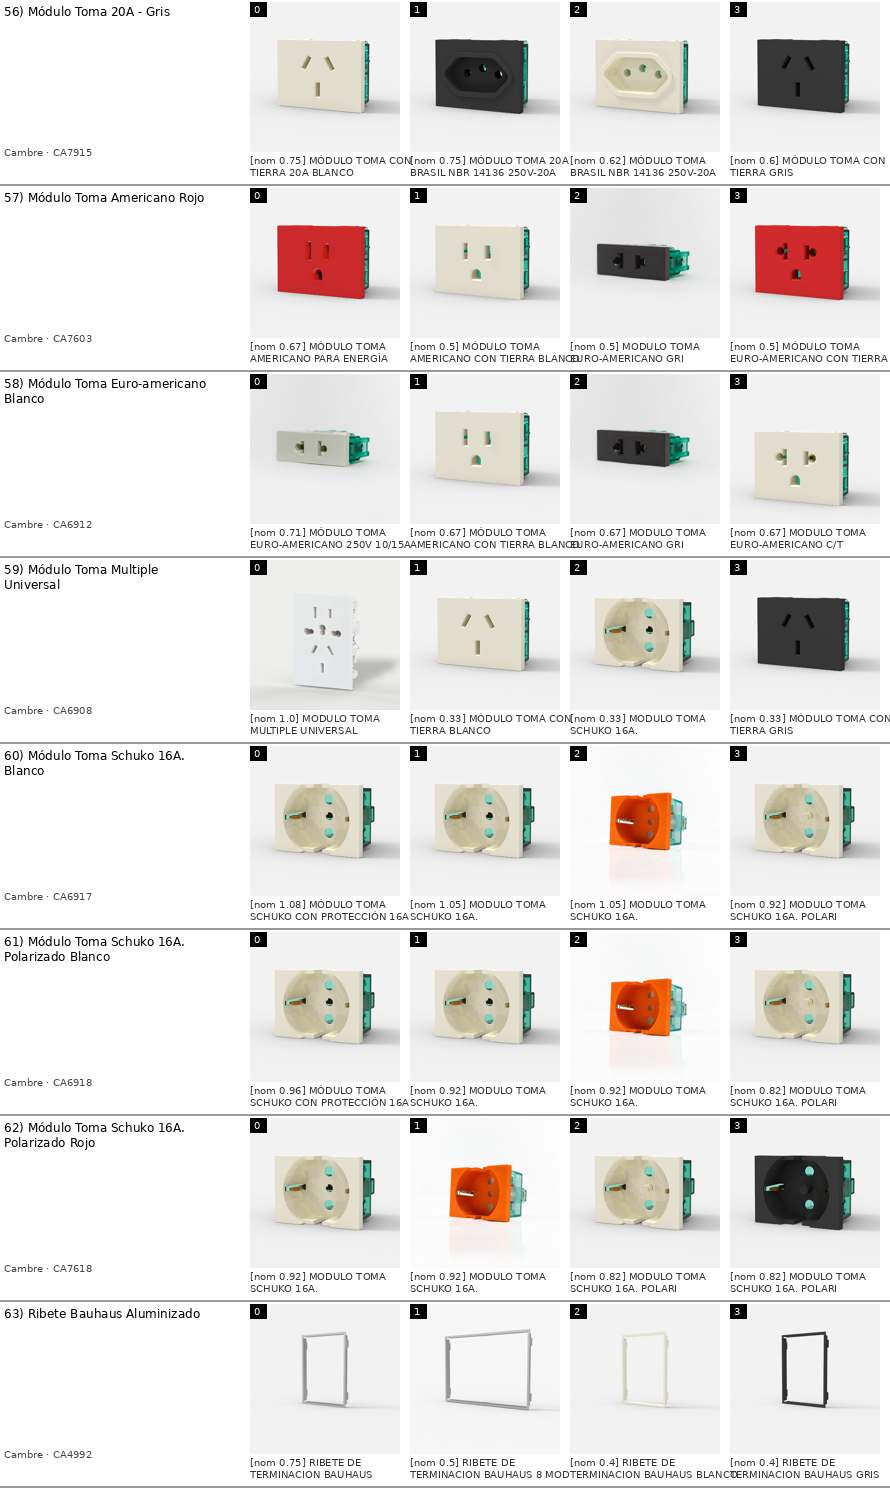 56) Módulo Toma 20A - Gris
Cambre · CA7915
0
[nom 0.75] MÓDULO TOMA CON
TIERRA 20A BLANCO
1
[nom 0.75] MÓDULO TOMA 20A
BRASIL NBR 14136 250V-20A
2
[nom 0.62] MÓDULO TOMA
BRASIL NBR 14136 250V-20A
3
[nom 0.6] MÓDULO TOMA CON
TIERRA GRIS
57) Módulo Toma Americano Rojo
Cambre · CA7603
0
[nom 0.67] MÓDULO TOMA
AMERICANO PARA ENERGÍA
1
[nom 0.5] MÓDULO TOMA
AMERICANO CON TIERRA BLANCO
2
[nom 0.5] MODULO TOMA
EURO-AMERICANO GRI
3
[nom 0.5] MÓDULO TOMA
EURO-AMERICANO CON TIERRA
58) Módulo Toma Euro-americano
Blanco
Cambre · CA6912
0
[nom 0.71] MÓDULO TOMA
EURO-AMERICANO 250V 10/15A
1
[nom 0.67] MÓDULO TOMA
AMERICANO CON TIERRA BLANCO
2
[nom 0.67] MODULO TOMA
EURO-AMERICANO GRI
3
[nom 0.67] MODULO TOMA
EURO-AMERICANO C/T
59) Módulo Toma Multiple
Universal
Cambre · CA6908
0
[nom 1.0] MODULO TOMA
MULTIPLE UNIVERSAL
1
[nom 0.33] MÓDULO TOMA CON
TIERRA BLANCO
2
[nom 0.33] MODULO TOMA
SCHUKO 16A.
3
[nom 0.33] MÓDULO TOMA CON
TIERRA GRIS
60) Módulo Toma Schuko 16A.
Blanco
Cambre · CA6917
0
[nom 1.08] MÓDULO TOMA
SCHUKO CON PROTECCIÓN 16A
1
[nom 1.05] MODULO TOMA
SCHUKO 16A.
2
[nom 1.05] MODULO TOMA
SCHUKO 16A.
3
[nom 0.92] MODULO TOMA
SCHUKO 16A. POLARI
61) Módulo Toma Schuko 16A.
Polarizado Blanco
Cambre · CA6918
0
[nom 0.96] MÓDULO TOMA
SCHUKO CON PROTECCIÓN 16A
1
[nom 0.92] MODULO TOMA
SCHUKO 16A.
2
[nom 0.92] MODULO TOMA
SCHUKO 16A.
3
[nom 0.82] MODULO TOMA
SCHUKO 16A. POLARI
62) Módulo Toma Schuko 16A.
Polarizado Rojo
Cambre · CA7618
0
[nom 0.92] MODULO TOMA
SCHUKO 16A.
1
[nom 0.92] MODULO TOMA
SCHUKO 16A.
2
[nom 0.82] MODULO TOMA
SCHUKO 16A. POLARI
3
[nom 0.82] MODULO TOMA
SCHUKO 16A. POLARI
63) Ribete Bauhaus Aluminizado
Cambre · CA4992
0
[nom 0.75] RIBETE DE
TERMINACION BAUHAUS
1
[nom 0.5] RIBETE DE
TERMINACION BAUHAUS 8 MOD
2
[nom 0.4] RIBETE DE
TERMINACION BAUHAUS BLANCO
3
[nom 0.4] RIBETE DE
TERMINACION BAUHAUS GRIS